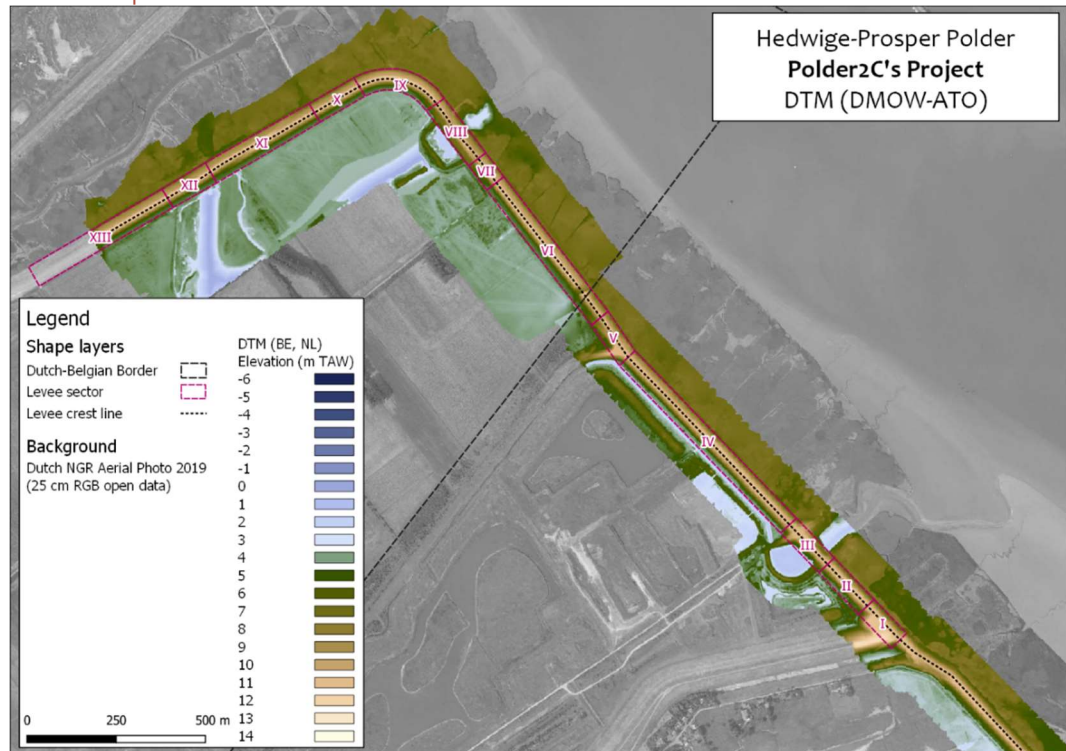 Hedwige-Prosper Polder
Polder2C's Project
DTM (DMOW-ATO)
IX
X
VIII
XI
VII
XII
XIII
VI
V
IV
III
II
I
Legend
Shape layers
Dutch-Belgian Border
Levee sector
Levee crest line
Background
Dutch NGR Aerial Photo 2019
(25 cm RGB open data)
DTM (BE, NL)
Elevation (m TAW)
-6
-5
-4
-3
-2
-1
0
1
2
3
4
5
6
7
8
9
10
11
12
13
14
0 250 500 m